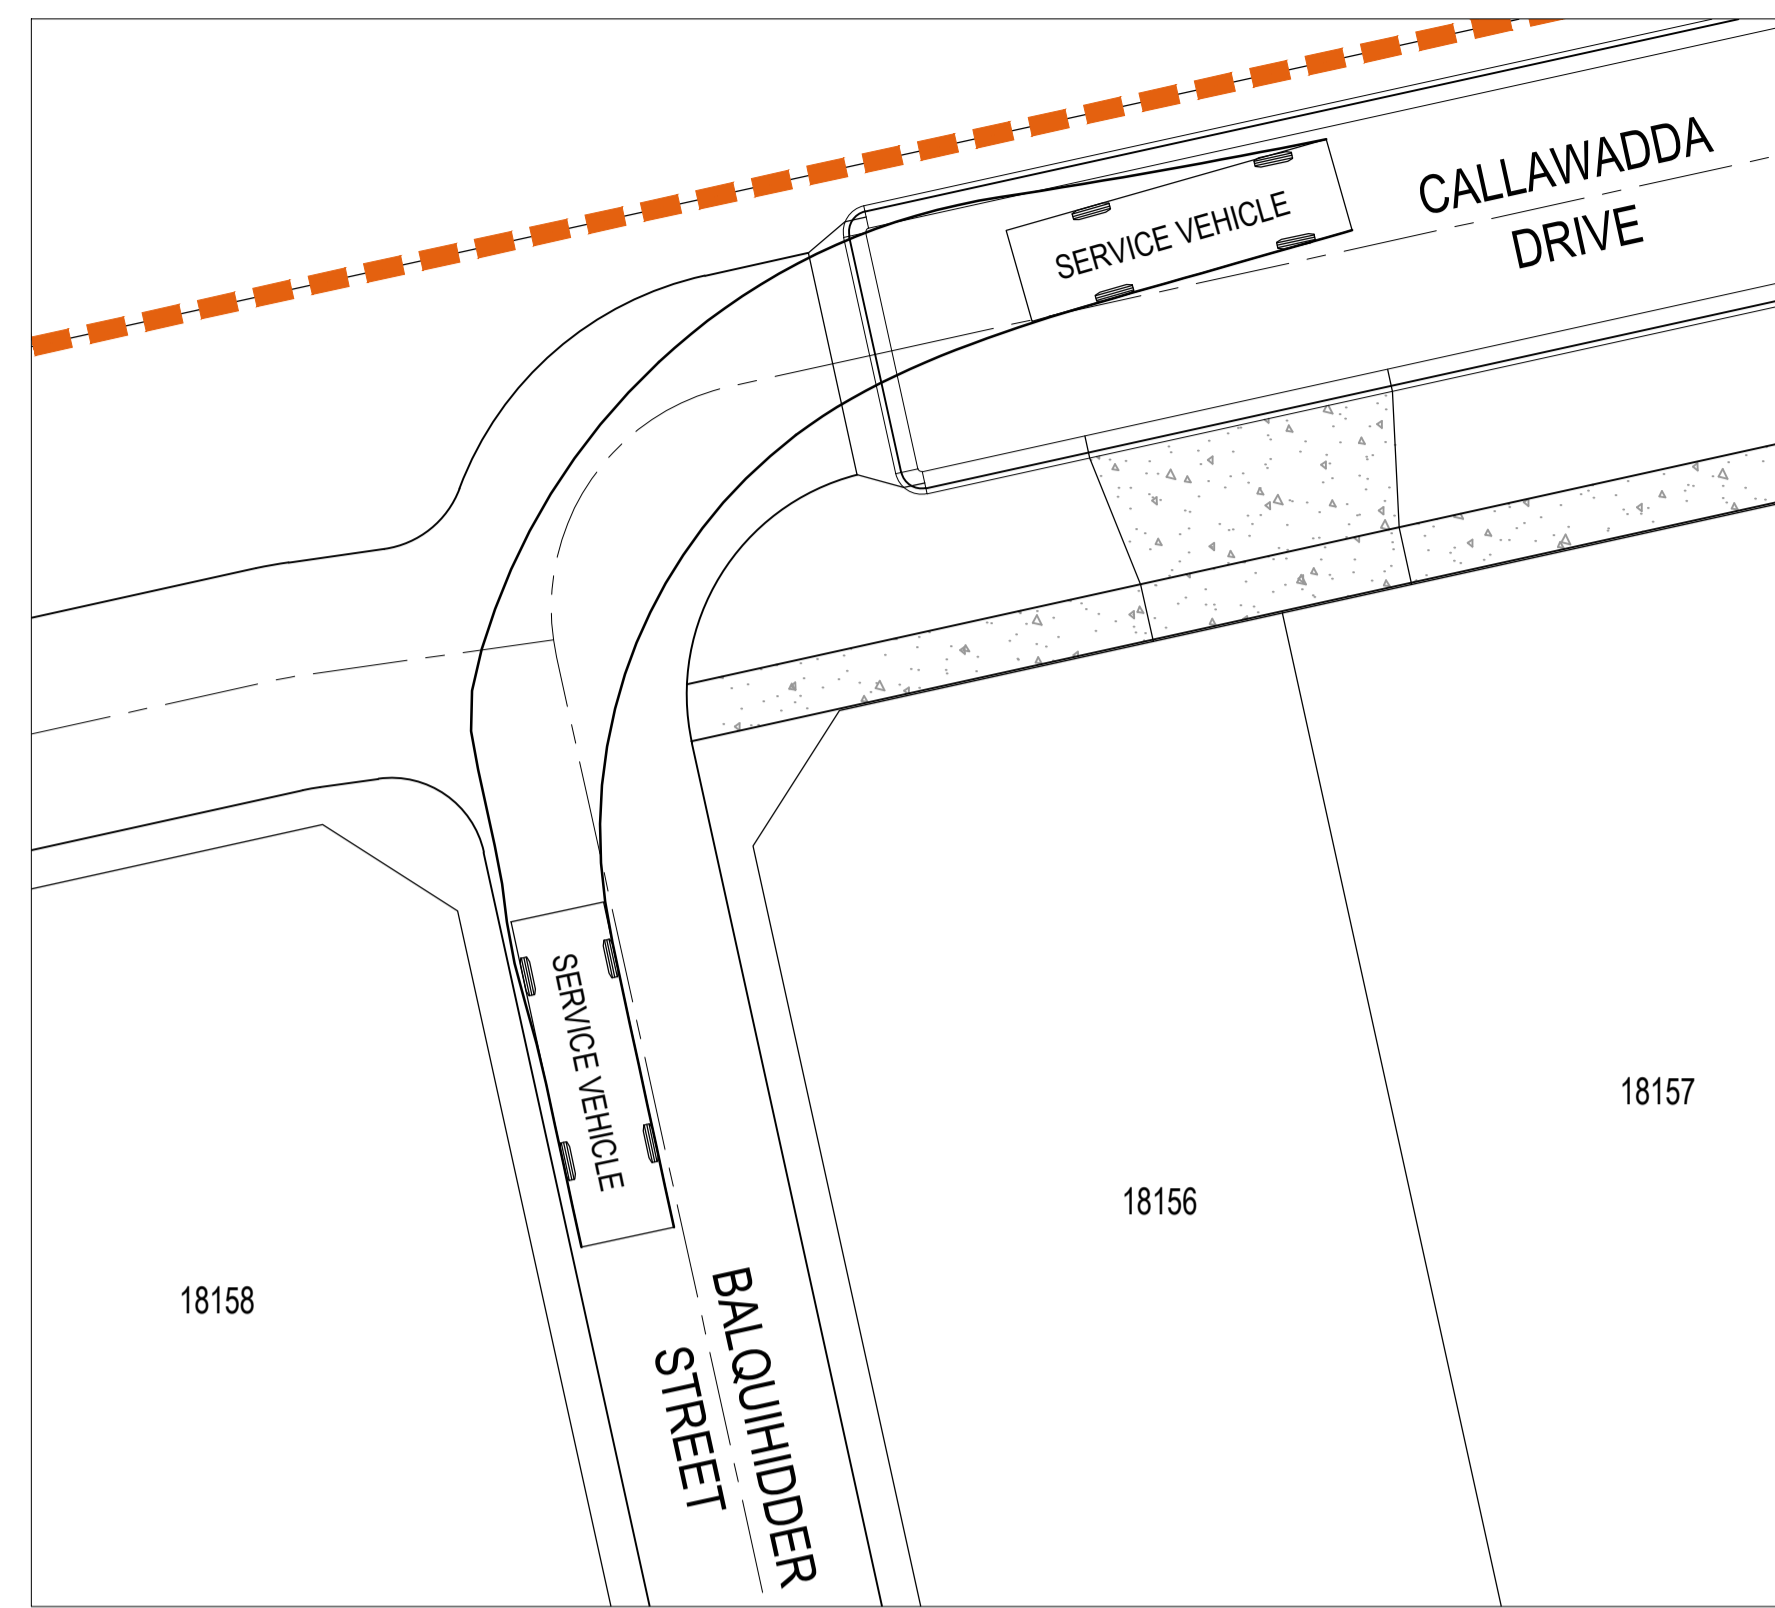 CALLAWADDA
DRIVE
SERVICE VEHICLE
SERVICE VEHICLE
18157
18156
18158
BALQUIHIDDER
STREET